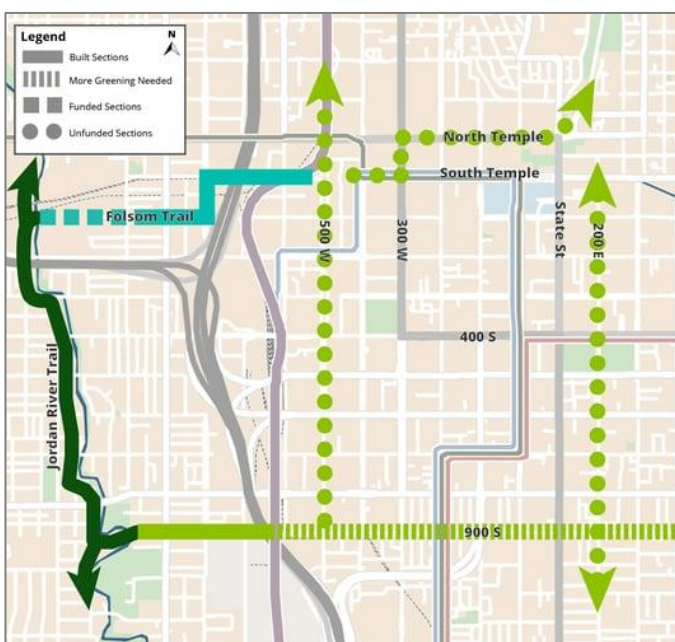 Legend
N
Built Sections
More Greening Needed
Funded Sections
Unfunded Sections
North Temple
South Temple
Folsom Trail
500 W
300 W
State St
200 E
400 S
Jordan River Trail
900 S